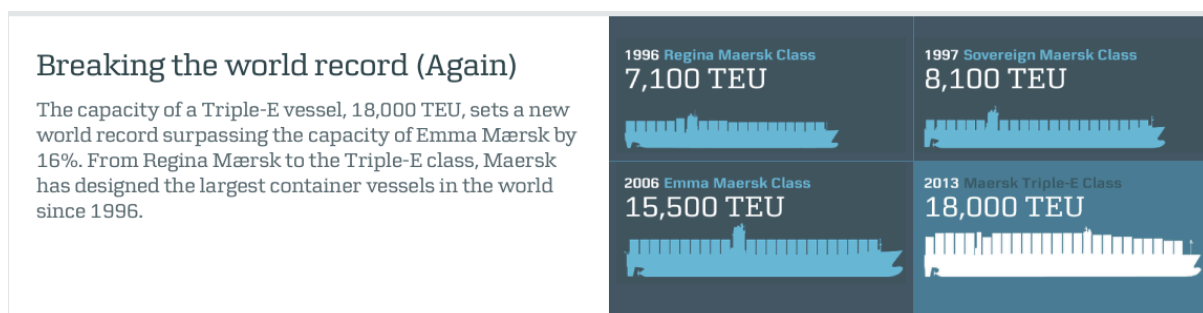 Breaking the world record (Again)
The capacity of a Triple-E vessel, 18,000 TEU, sets a new
world record surpassing the capacity of Emma Mærsk by
16%. From Regina Mærsk to the Triple-E class, Maersk
has designed the largest container vessels in the world
since 1996.
1996 Regina Maersk Class
7,100 TEU
1997 Sovereign Maersk Class
8,100 TEU
2006 Emma Maersk Class
15,500 TEU
2013 Maersk Triple-E Class
18,000 TEU